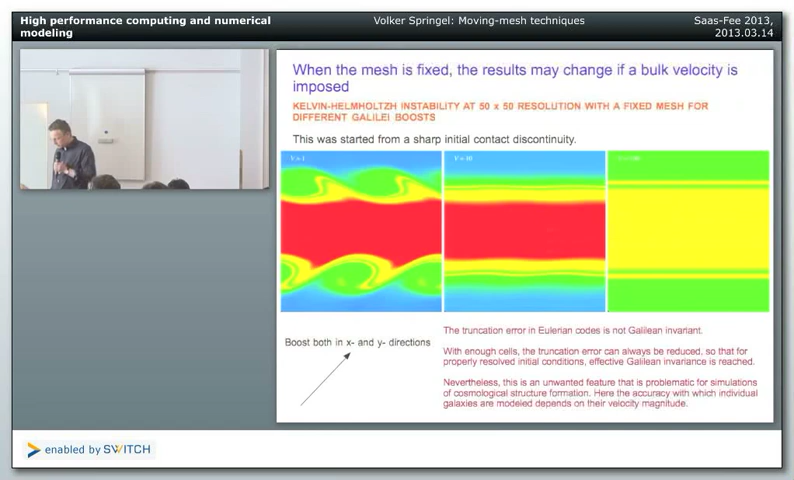 High performance computing and numerical modeling
Volker Springel: Moving-mesh techniques
Saas-Fee 2013, 2013.03.14
When the mesh is fixed, the results may change if a bulk velocity is
imposed
KELVIN-HELMHOLTZH INSTABILITY AT 50 x 50 RESOLUTION WITH A FIXED MESH FOR
DIFFERENT GALILEI BOOSTS
This was started from a sharp initial contact discontinuity.
V = 1
V = 10
Boost both in x- and y- directions
The truncation error in Eulerian codes is not Galilean invariant.
With enough cells, the truncation error can always be reduced, so that for
properly resolved initial conditions, effective Galilean invariance is reached.
Nevertheless, this is an unwanted feature that is problematic for simulations
of cosmological structure formation. Here the accuracy with which individual
galaxies are modeled depends on their velocity magnitude.
enabled by SWITCH